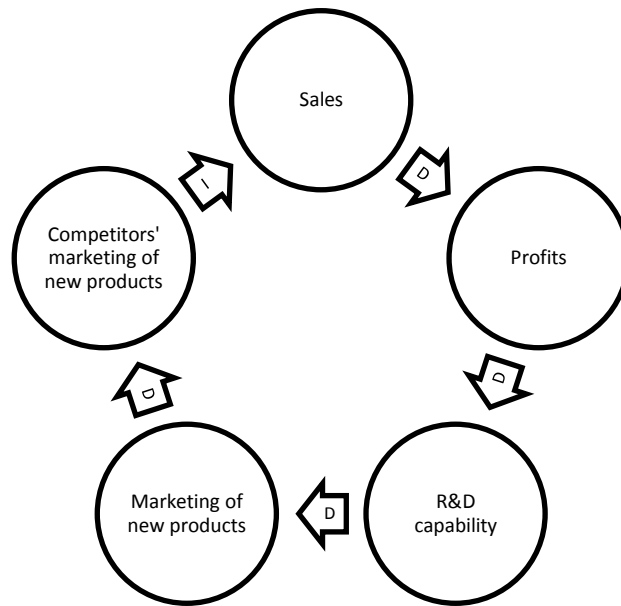 Sales
D
Profits
D
R&D
capability
D
Marketing of
new products
D
Competitors'
marketing of
new products
I